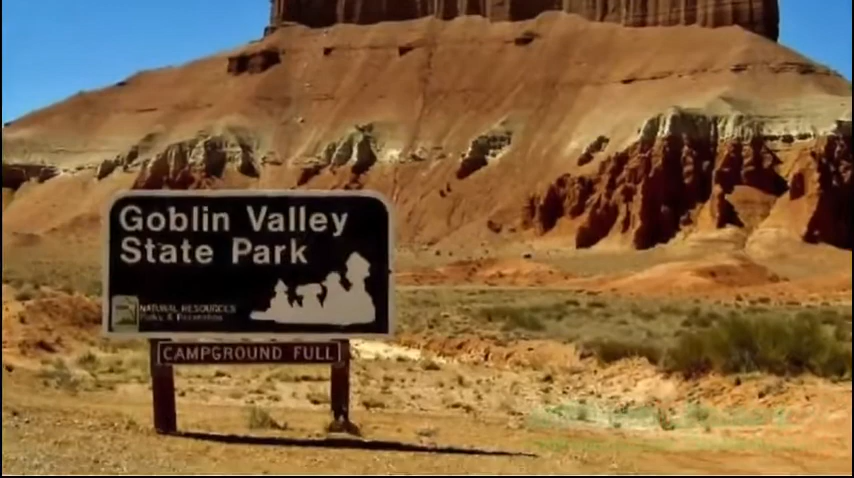 Goblin Valley
State Park
NATURAL RESOURCES
Parks & Recreation
CAMPGROUND FULL